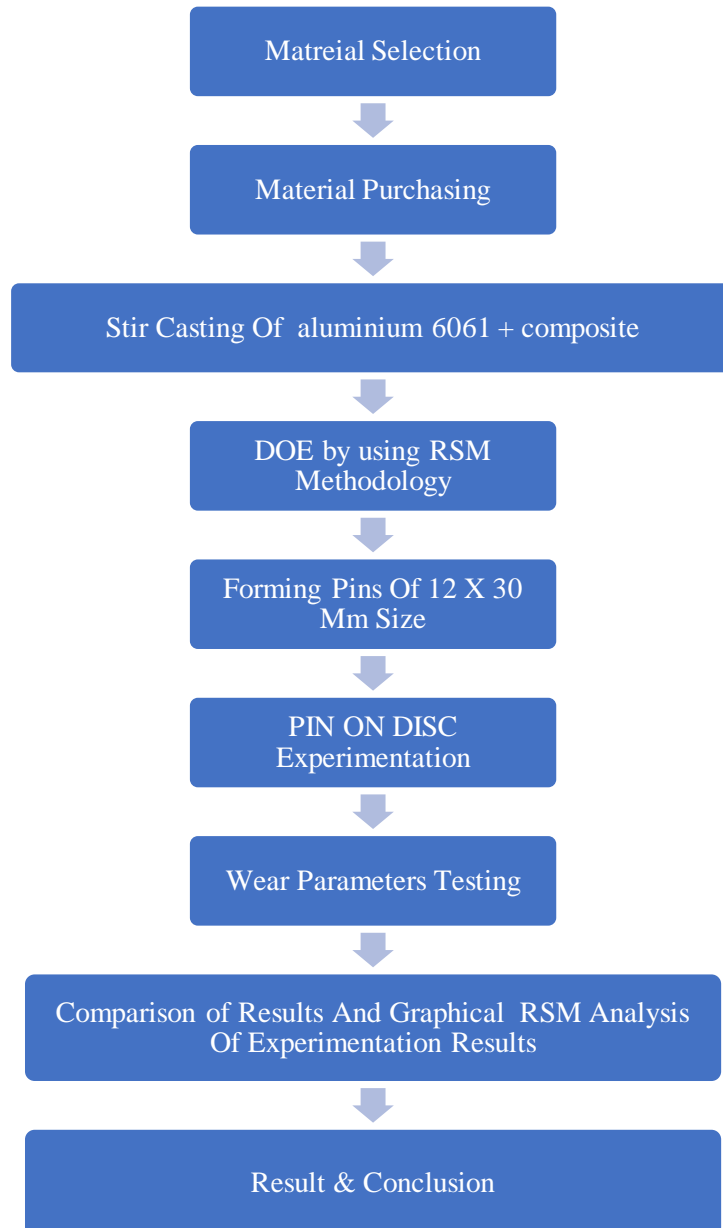 Matreial Selection
Material Purchasing
Stir Casting Of aluminium 6061 + composite
DOE by using RSM
Methodology
Forming Pins Of 12 X 30
Mm Size
PIN ON DISC
Experimentation
Wear Parameters Testing
Comparison of Results And Graphical RSM Analysis
Of Experimentation Results
Result & Conclusion